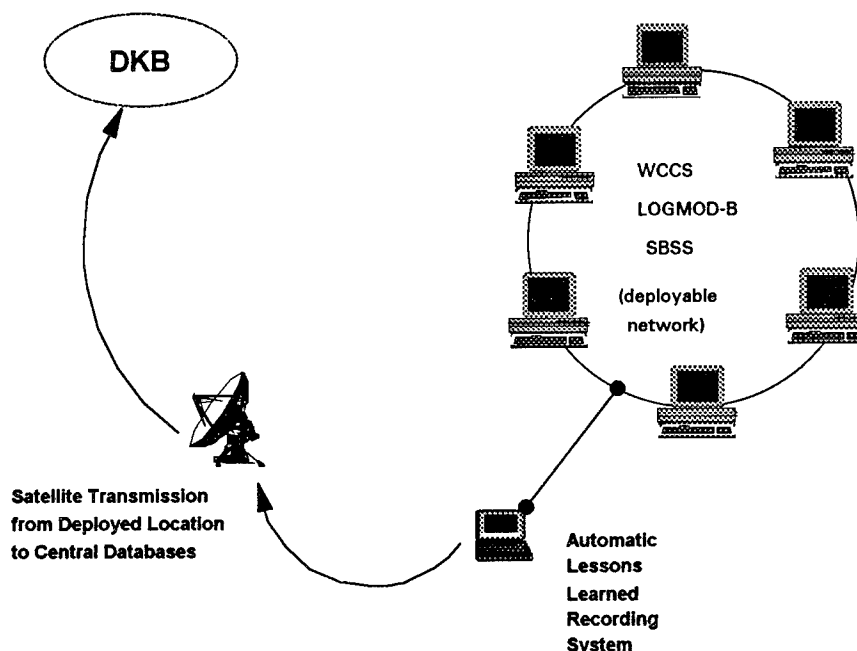 DKB
WCCS
LOGMOD-B
SBSS
(deployable
network)
Satellite Transmission
from Deployed Location
to Central Databases
Automatic
Lessons
Learned
Recording
System